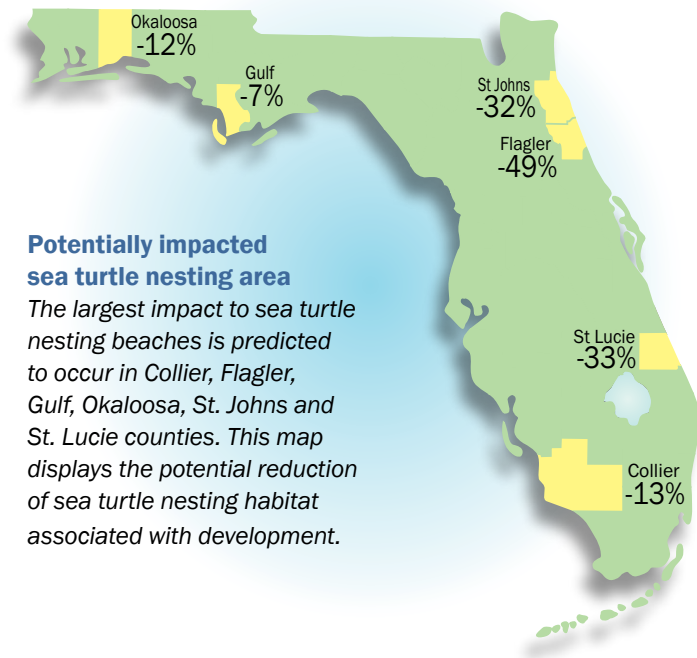 Okaloosa
-12%
Gulf
-7%
St Johns
-32%
Flagler
-49%
Potentially impacted
sea turtle nesting area
The largest impact to sea turtle
nesting beaches is predicted
to occur in Collier, Flagler,
Gulf, Okaloosa, St. Johns and
St. Lucie counties. This map
displays the potential reduction
of sea turtle nesting habitat
associated with development.
St Lucie
-33%
Collier
-13%